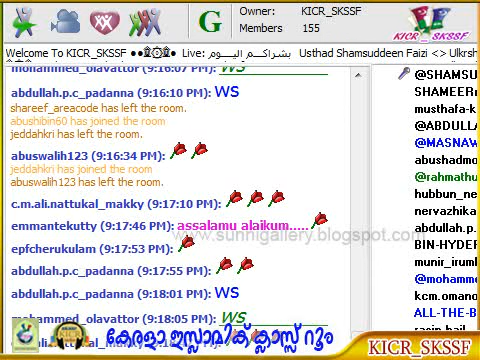 Owner: KICR_SKSSF
Members 155
KICR_SKSSF
Welcome To KICR_SKSSF ●●۩۞۩● Live: بشراكم اليوم Usthad Shamsuddeen Faizi <> Ulkrsh
mohammed_olavattor (9:16:07 PM): ws
abdullah.p.c_padanna (9:16:10 PM): ws
shareef_areacode has left the room.
abushibin60 has joined the room
jeddahkri has left the room.
abuswalih123 (9:16:34 PM):
jeddahkri has joined the room
abuswalih123 has left the room.
c.m.ali.nattukal_makky (9:17:10 PM):
emmantekutty (9:17:46 PM): assalamu alaikum.....
www.sunnigallery.blogspot.com
epfcherukulam (9:17:53 PM):
abdullah.p.c_padanna (9:17:55 PM):
abdullah.p.c_padanna (9:18:01 PM): ws
mohammed_olavattor (9:18:05 PM): ws
@SHAMSU
SHAMEERm
musthafa-k
@ABDULLA
@MASNAW
abushadmo
@rahmathu
hubbun_ne
nervazhika
abdullah.p.
BIN-HYDER
munir_iruml
@mohamme
kcm.omano
ALL-THE-B
കേരളാ ഇസ്ലാമിക് ക്ലാസ്സ് റൂം
KICR_SKSSF